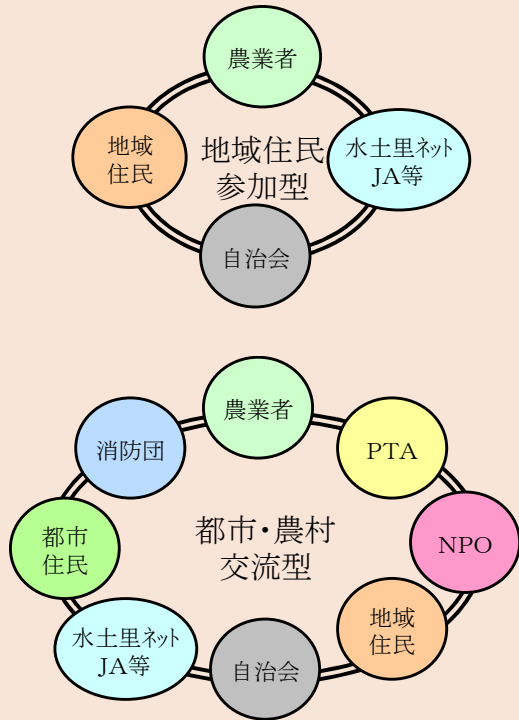 農業者
地域
住民
地域住民
参加型
水土里ネット
JA等
自治会
農業者
消防団
PTA
都市
住民
都市・農村
交流型
NPO
地域
住民
水土里ネット
JA等
自治会